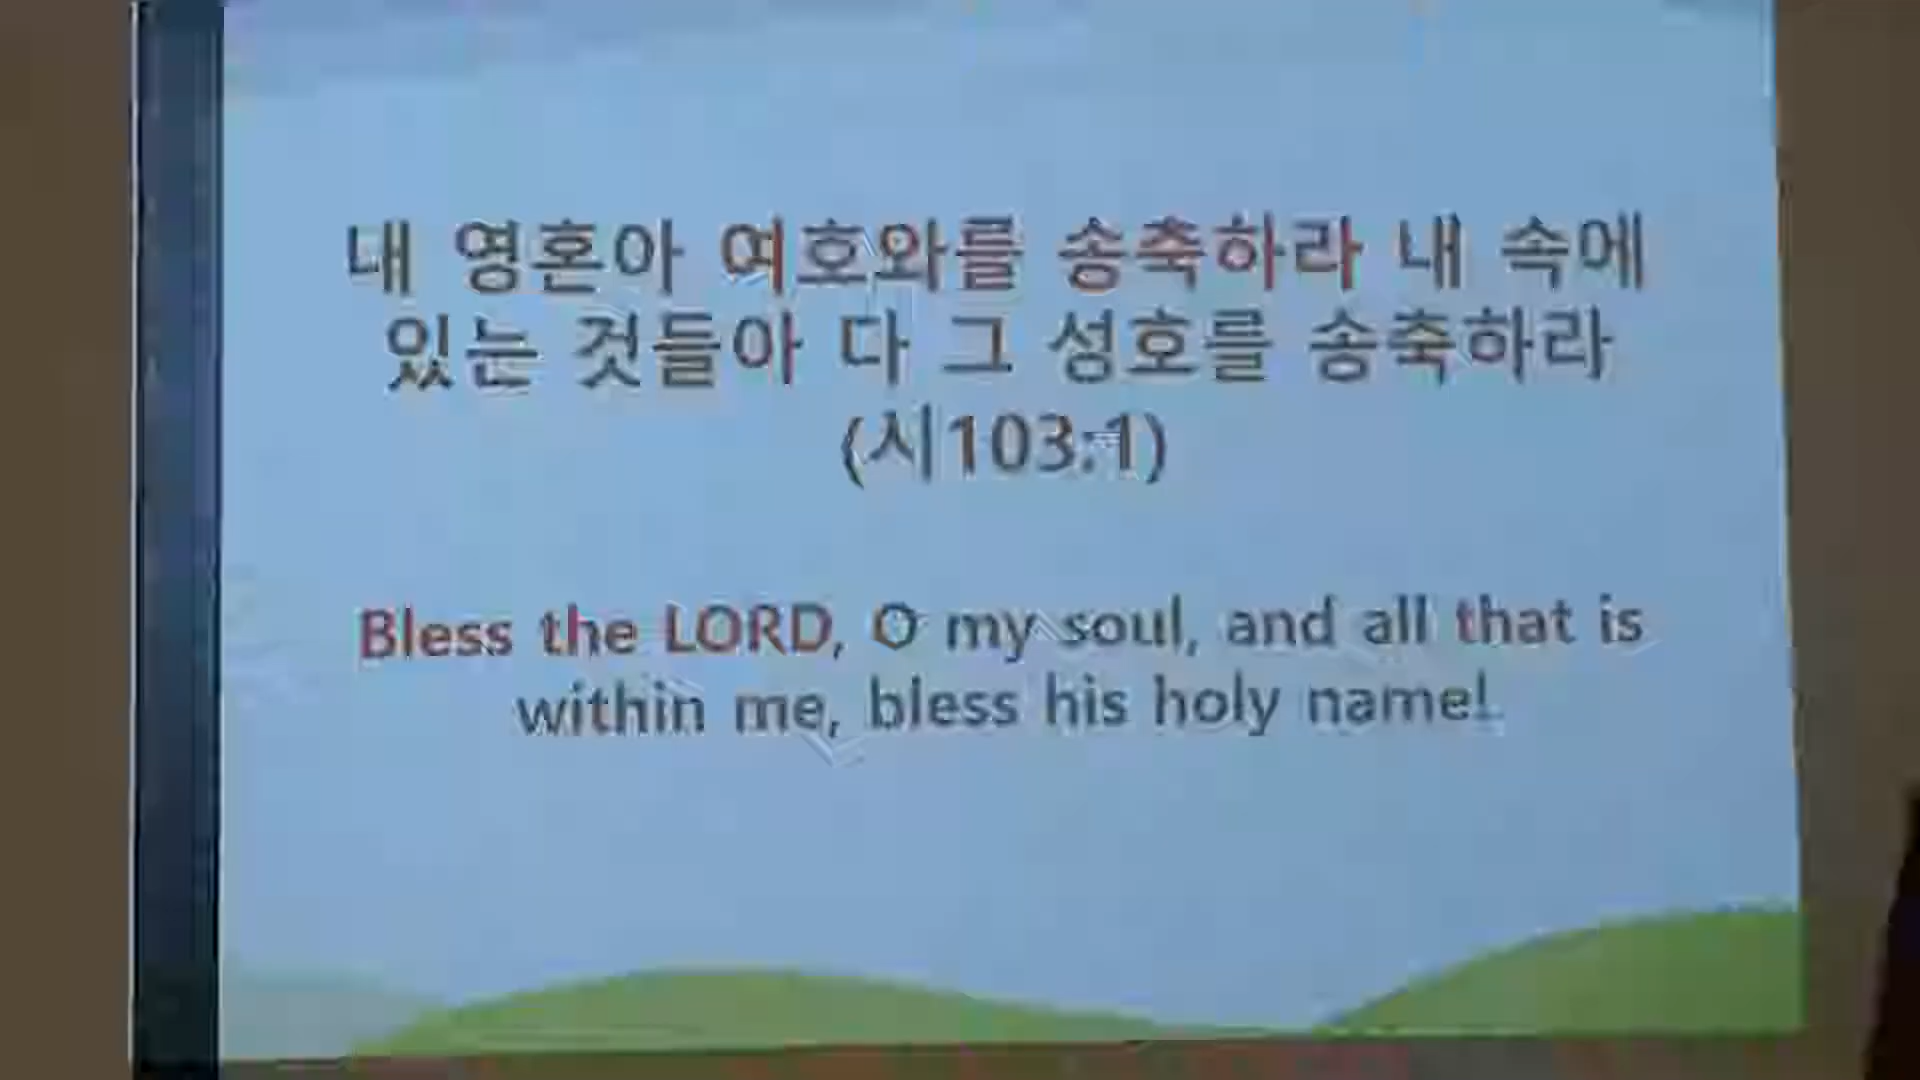 내 영혼아 여호와를 송축하라 내 속에
있는 것들아 다 그 성호를 송축하라
(시103:1)
Bless the LORD, O my soul, and all that is
within me, bless his holy name!